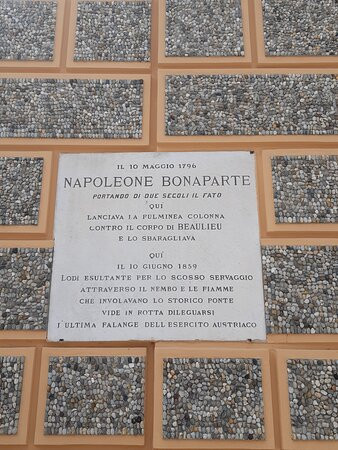 IL 10 MAGGIO 1796
NAPOLEONE BONAPARTE
PORTANDO DI DUE SECOLI IL FATO
QUI
LANCIAVA LA FULMINEA COLONNA
CONTRO IL CORPO DI BEAULIEU
E LO SBARAGLIAVA
QUI
IL 10 GIUGNO 1859
LODI ESULTANTE PER LO SCOSSO SERVAGGIO
ATTRAVERSO IL NEMBO E LE FIAMME
CHE INVOLAVANO LO STORICO PONTE
VIDE IN ROTTA DILEGUARSI
L'ULTIMA FALANGE DELL'ESERCITO AUSTRIACO